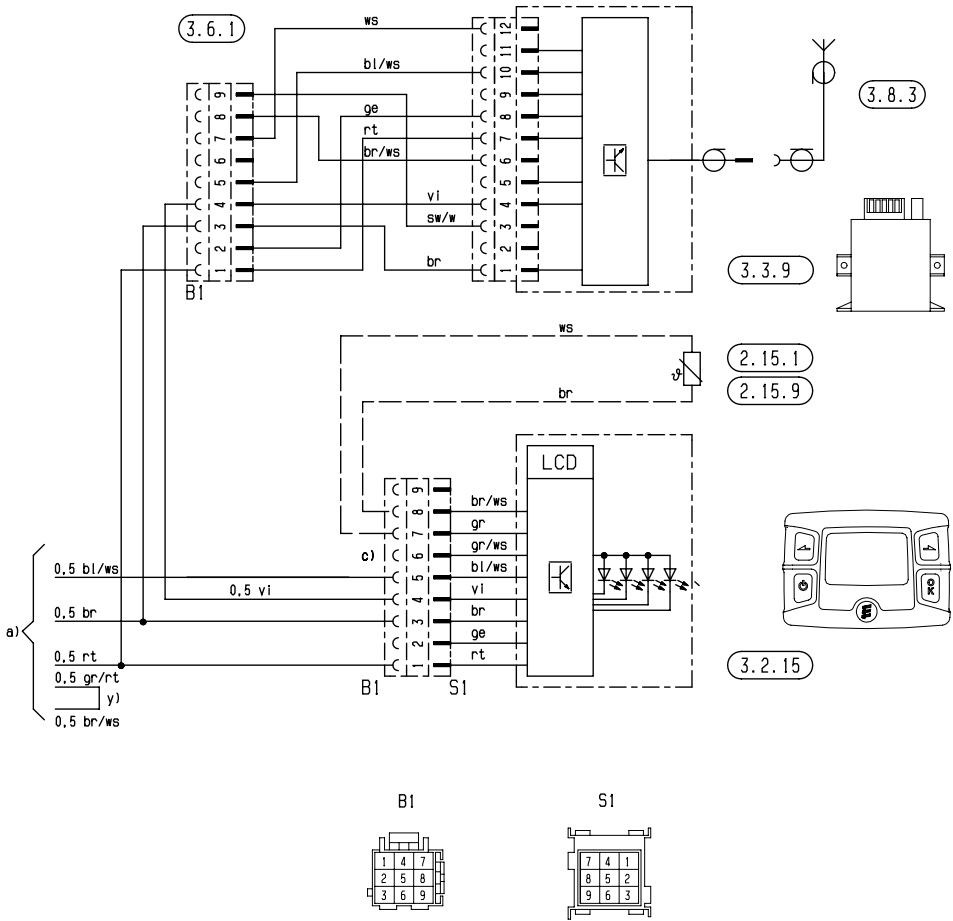 ws
3.6.1
12
11
bl/ws
10
3.8.3
9
9
8
ge
8
7
rt
7
6
br/ws
6
5
5
4
vi
4
3
sw/w
3
2
2
1
br
1
3.3.9
B1
ws
2.15.1
ϑ
2.15.9
br
LCD
9
br/ws
8
gr
7
c)
gr/ws
6
0,5 bl/ws
bl/ws
5
0,5 vi
vi
4
0,5 br
br
3
a)
ge
2
0,5 rt
rt
1
3.2.15
0,5 gr/rt
B1
S1
y)
0,5 br/ws
OK
B1
S1
1 4 7
2 5 8
3 6 9
7 4 1
8 5 2
9 6 3